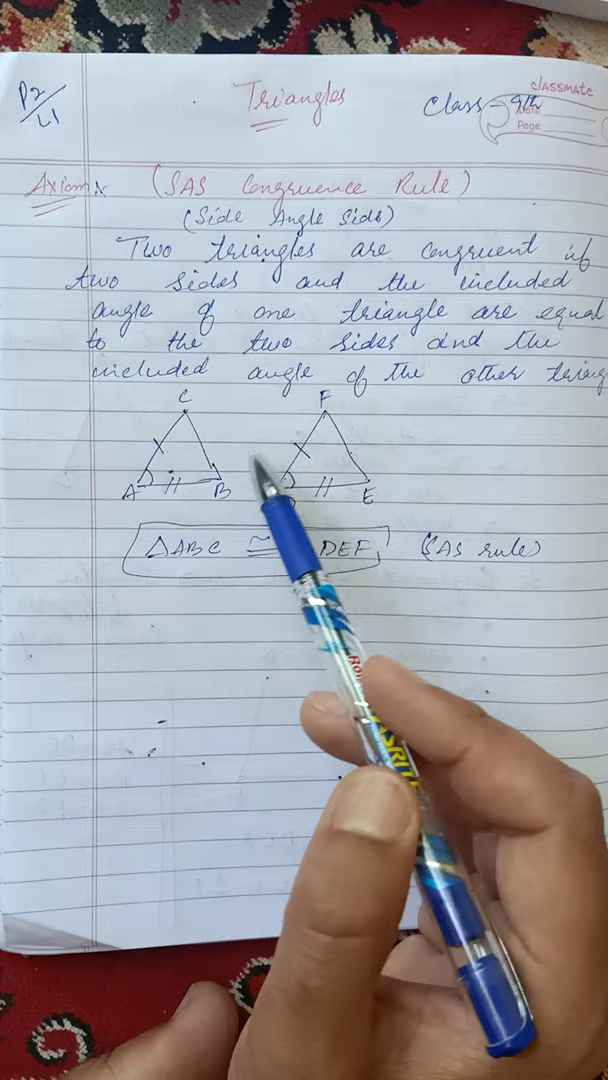 P2/L1
Triangles
Class - 9th
classmate
Date
Page
Axiom: (SAS Congruence Rule)
(Side Angle Side)
Two triangles are congruent if
two sides and the included
angle of one triangle are equal
to the two sides and the
included angle of the other triang
C F
A B E
△ABC ≅ DEF (SAS rule)